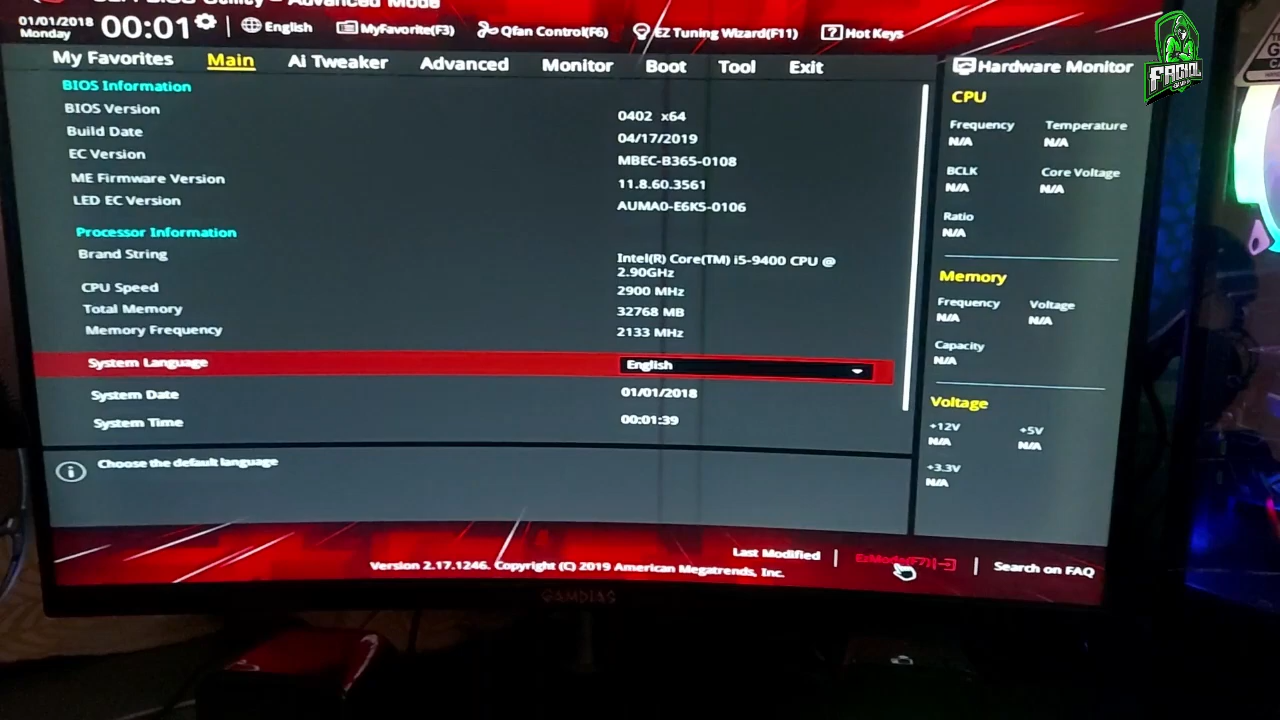 01/01/2018
Monday
00:01
English
MyFavorite(F3)
Qfan Control(F6)
EZ Tuning Wizard(F11)
Hot Keys
My Favorites
Main
Ai Tweaker
Advanced
Monitor
Boot
Tool
Exit
Hardware Monitor
BIOS Information
BIOS Version
0402 x64
Build Date
04/17/2019
EC Version
MBEC-B365-0108
ME Firmware Version
11.8.60.3561
LED EC Version
AUMA0-E6K5-0106
Processor Information
Brand String
Intel(R) Core(TM) i5-9400 CPU @
2.90GHz
CPU Speed
2900 MHz
Total Memory
32768 MB
Memory Frequency
2133 MHz
System Language
English
System Date
01/01/2018
System Time
00:01:39
Choose the default language
CPU
Frequency Temperature
N/A N/A
BCLK Core Voltage
N/A N/A
Ratio
N/A
Memory
Frequency Voltage
N/A N/A
Capacity
N/A
Voltage
+12V +5V
N/A N/A
+3.3V
N/A
Last Modified
EzMode(F7)
Search on FAQ
Version 2.17.1246. Copyright (C) 2019 American Megatrends, Inc.
GAMDIAS